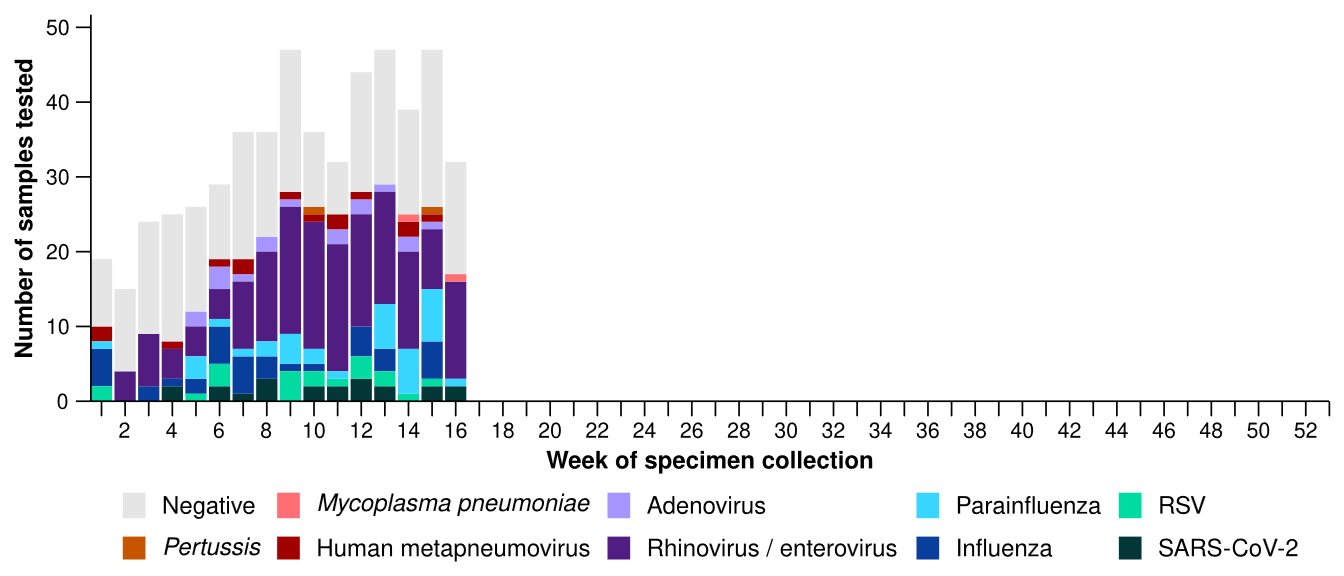 Number of samples tested
50
40
30
20
10
0
2 4 6 8 10 12 14 16 18 20 22 24 26 28 30 32 34 36 38 40 42 44 46 48 50 52
Week of specimen collection
Negative Mycoplasma pneumoniae Adenovirus Parainfluenza RSV
Pertussis Human metapneumovirus Rhinovirus / enterovirus Influenza SARS-CoV-2